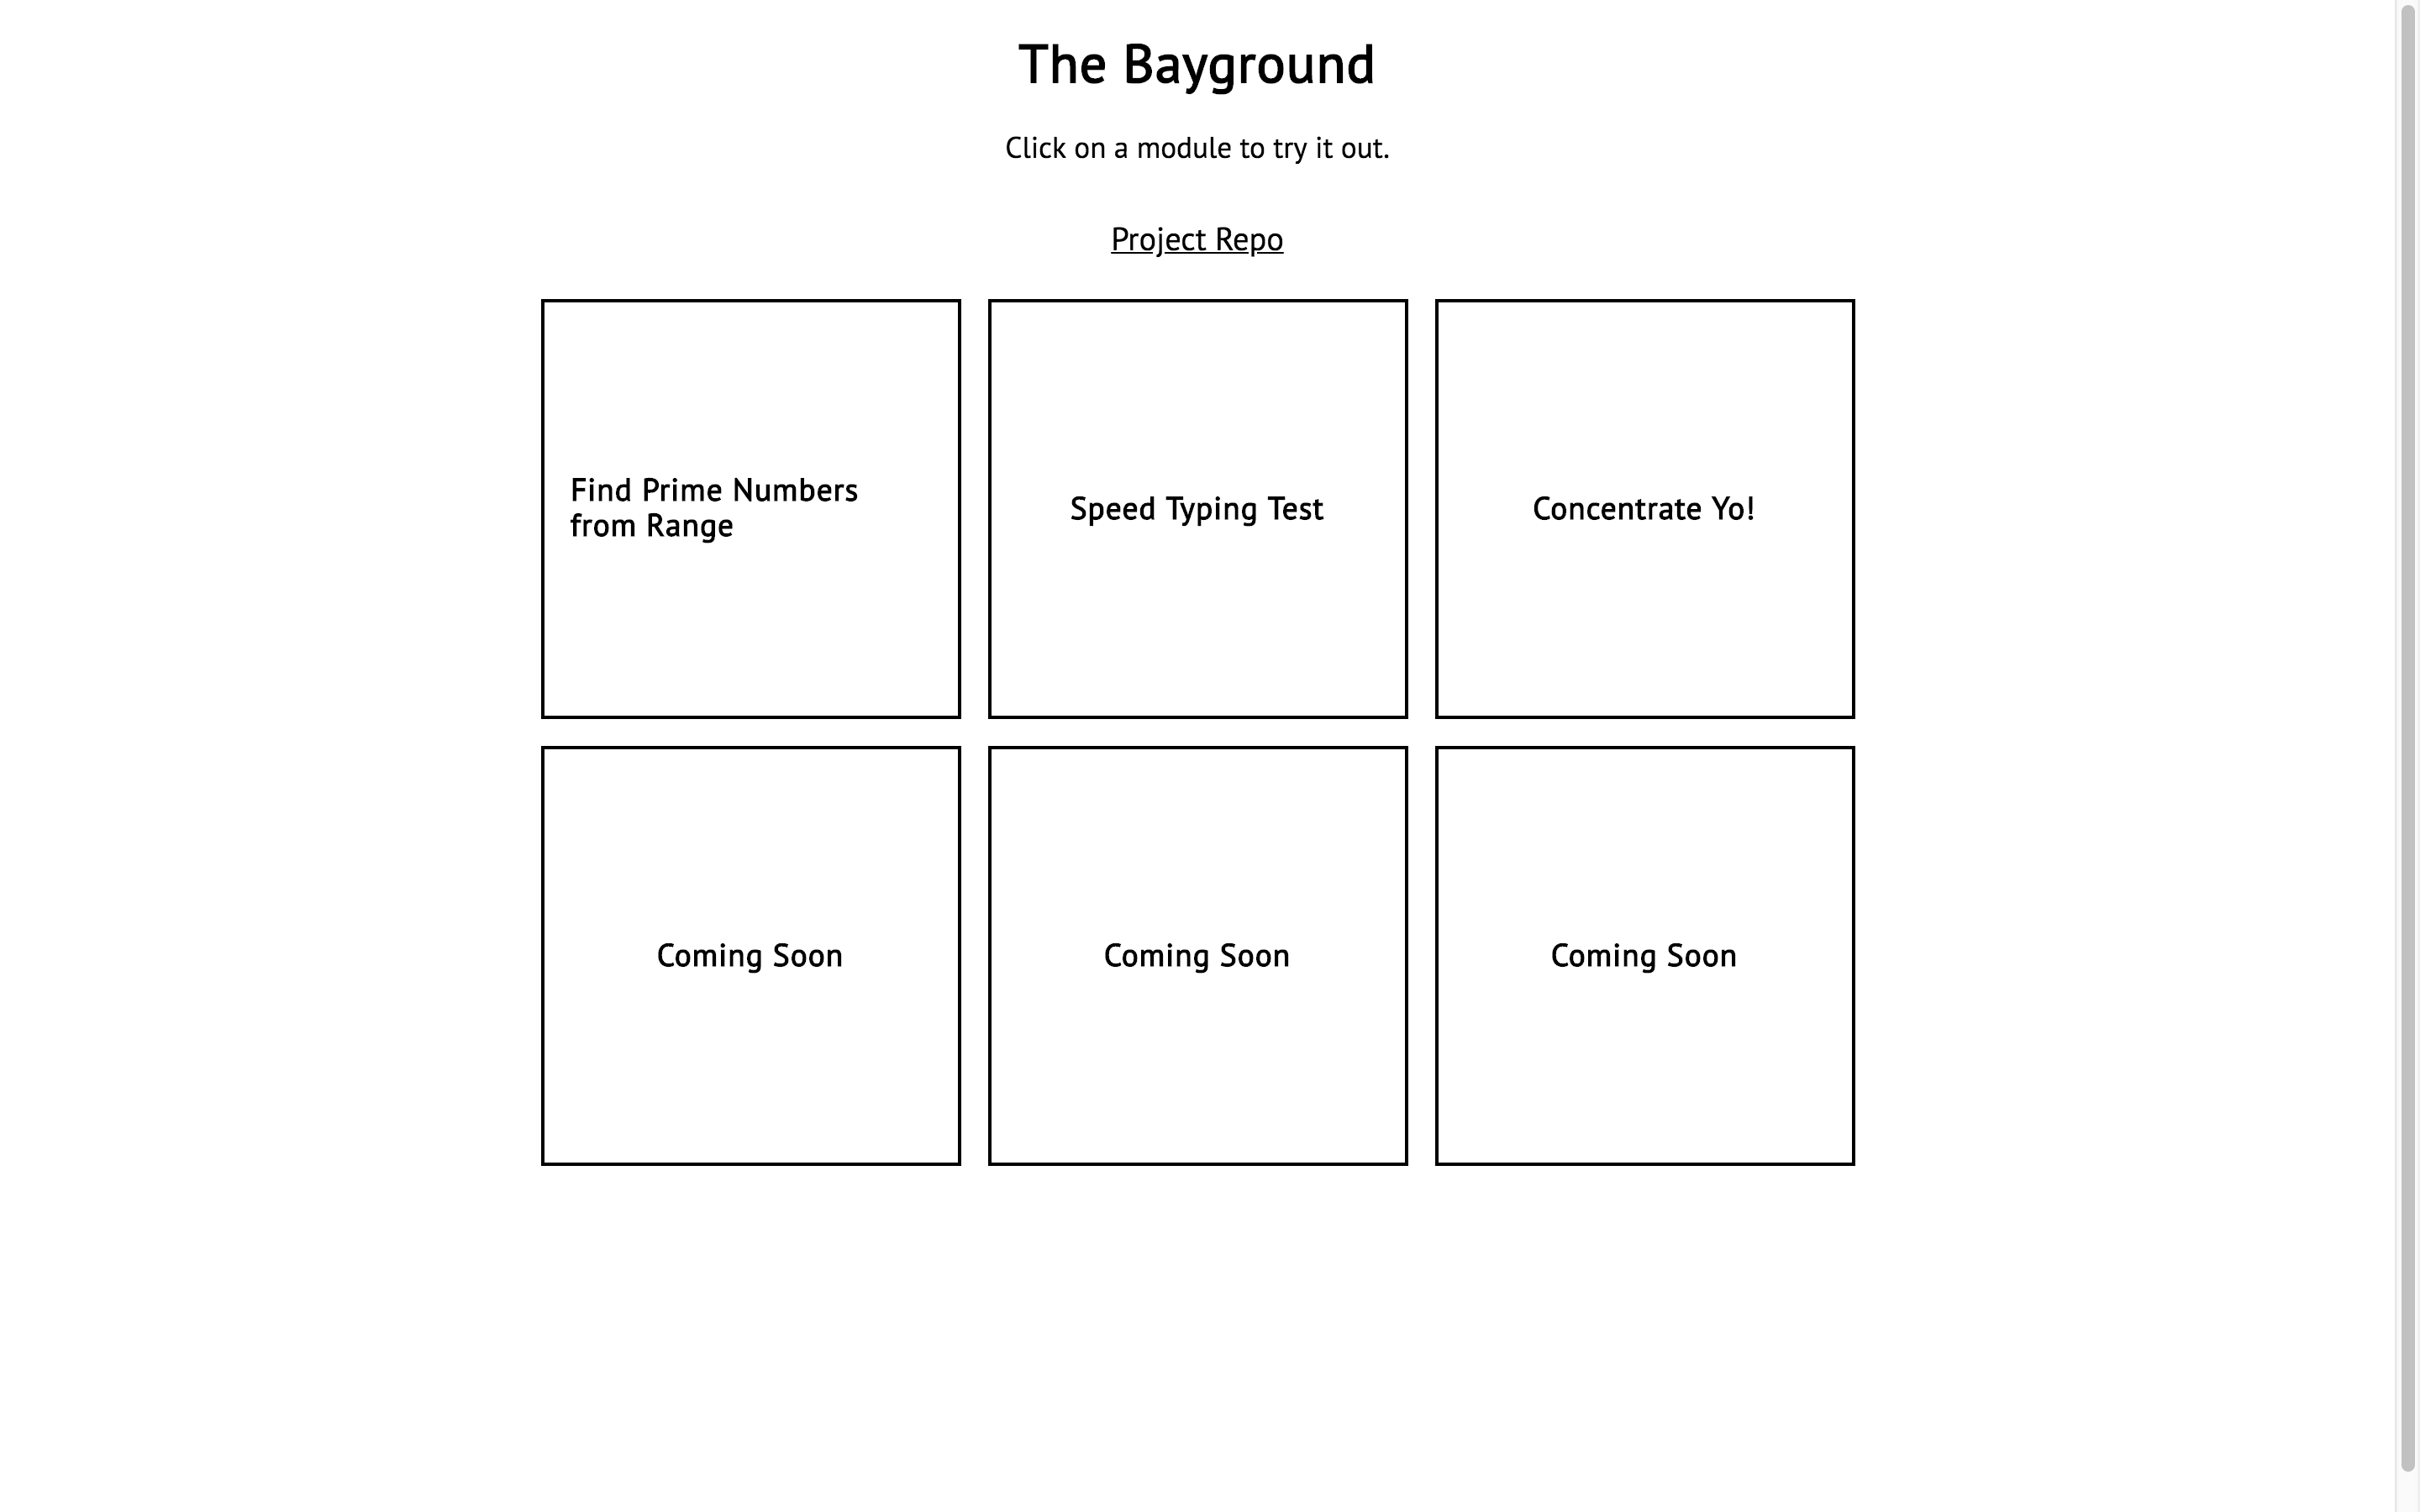 The Bayground
Click on a module to try it out.
Project Repo
Find Prime Numbers
from Range
Speed Typing Test
Concentrate Yo!
Coming Soon
Coming Soon
Coming Soon